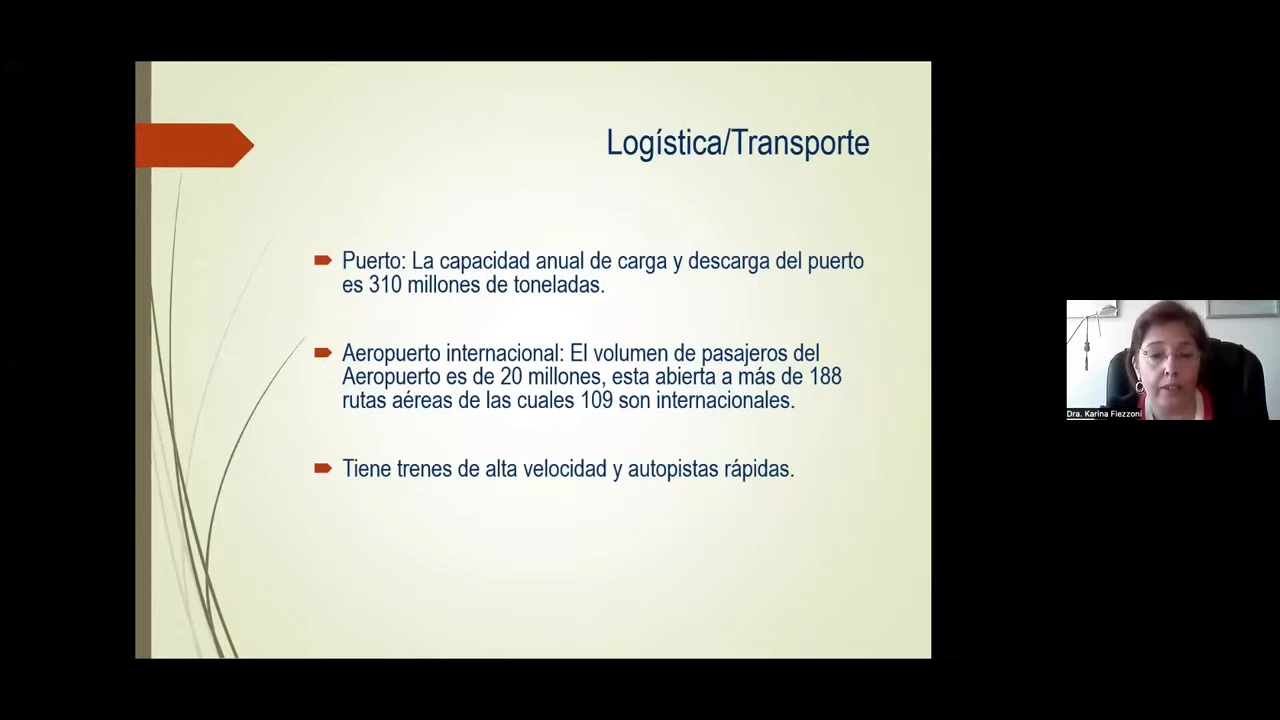 Logística/Transporte
Puerto: La capacidad anual de carga y descarga del puerto
es 310 millones de toneladas.
Aeropuerto internacional: El volumen de pasajeros del
Aeropuerto es de 20 millones, esta abierta a más de 188
rutas aéreas de las cuales 109 son internacionales.
Tiene trenes de alta velocidad y autopistas rápidas.
Dra. Karina Fiezzoni